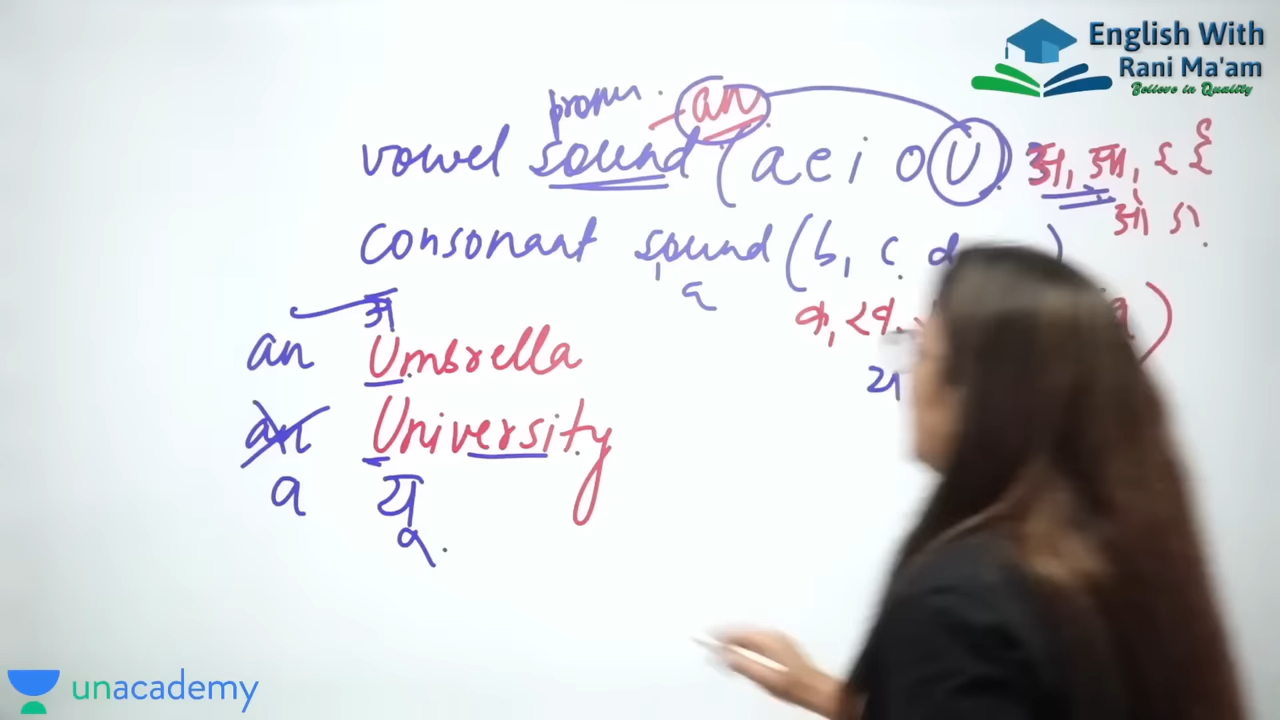 English With
Rani Ma'am
Believe in Quality
pronu. an
vowel sound (a e i o U) अ, आ,
consonant sound (b, c d
a
क, ख,
य
अ
an Umbrella
an University
a यू
unacademy